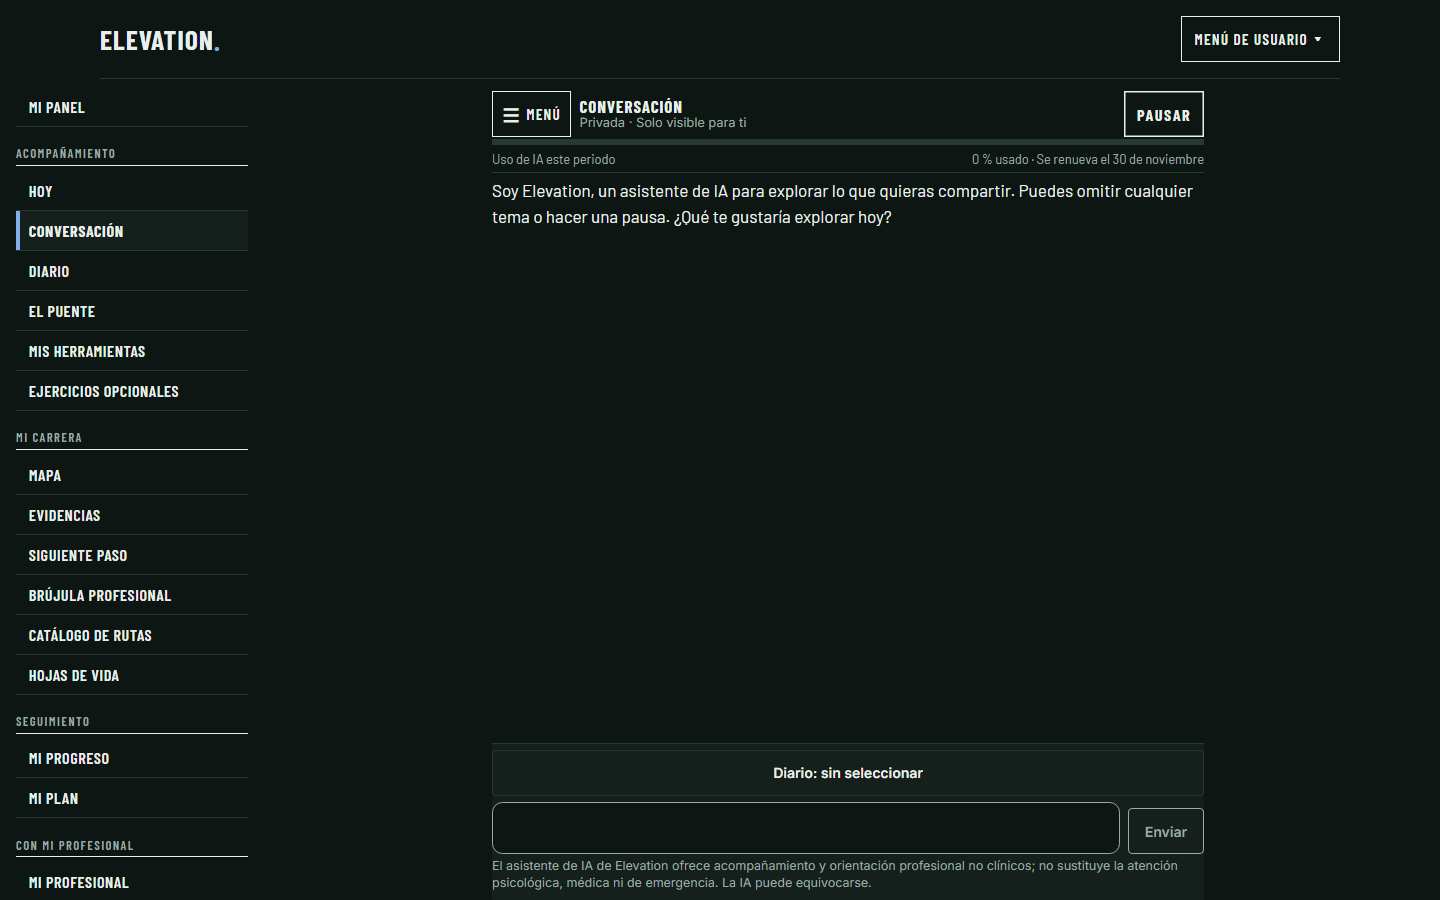 ELEVATION.
MENÚ DE USUARIO
MI PANEL
ACOMPAÑAMIENTO
HOY
CONVERSACIÓN
DIARIO
EL PUENTE
MIS HERRAMIENTAS
EJERCICIOS OPCIONALES
MI CARRERA
MAPA
EVIDENCIAS
SIGUIENTE PASO
BRÚJULA PROFESIONAL
CATÁLOGO DE RUTAS
HOJAS DE VIDA
SEGUIMIENTO
MI PROGRESO
MI PLAN
CON MI PROFESIONAL
MI PROFESIONAL
MENÚ
CONVERSACIÓN
Privada · Solo visible para ti
PAUSAR
Uso de IA este periodo
0 % usado · Se renueva el 30 de noviembre
Soy Elevation, un asistente de IA para explorar lo que quieras compartir. Puedes omitir cualquier
tema o hacer una pausa. ¿Qué te gustaría explorar hoy?
Diario: sin seleccionar
Enviar
El asistente de IA de Elevation ofrece acompañamiento y orientación profesional no clínicos; no sustituye la atención
psicológica, médica ni de emergencia. La IA puede equivocarse.